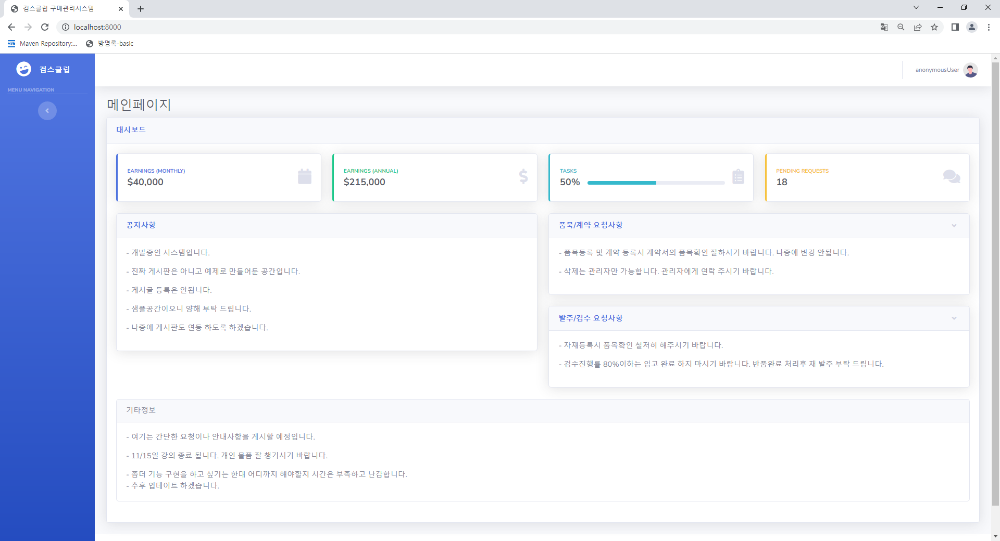 컴스클럽 구매관리시스템
localhost:8000
Maven Repository:...
방명록-basic
컴스클럽
anonymousUser
MENU NAVIGATION
메인페이지
대시보드
EARNINGS (MONTHLY)
$40,000
EARNINGS (ANNUAL)
$215,000
TASKS
50%
PENDING REQUESTS
18
공지사항
- 개발중인 시스템입니다.
- 진짜 게시판은 아니고 예제로 만들어둔 공간입니다.
- 게시글 등록은 안됩니다.
- 샘플공간이오니 양해 부탁 드립니다.
- 나중에 게시판도 연동 하도록 하겠습니다.
품묵/계약 요청사항
- 품목등록 및 계약 등록시 계약서의 품목확인 잘하시기 바랍니다. 나중에 변경 안됩니다.
- 삭제는 관리자만 가능합니다. 관리자에게 연락 주시기 바랍니다.
발주/검수 요청사항
- 자재등록시 품목확인 철저히 해주시기 바랍니다.
- 검수진행률 80%이하는 입고 완료 하지 마시기 바랍니다. 반품완료 처리후 재 발주 부탁 드립니다.
기타정보
- 여기는 간단한 요청이나 안내사항을 게시할 예정입니다.
- 11/15일 강의 종료 됩니다. 개인 물품 잘 챙기시기 바랍니다.
- 좀더 기능 구현을 하고 싶기는 한대 어디까지 해야할지 시간은 부족하고 난감합니다.
- 추후 업데이트 하겠습니다.